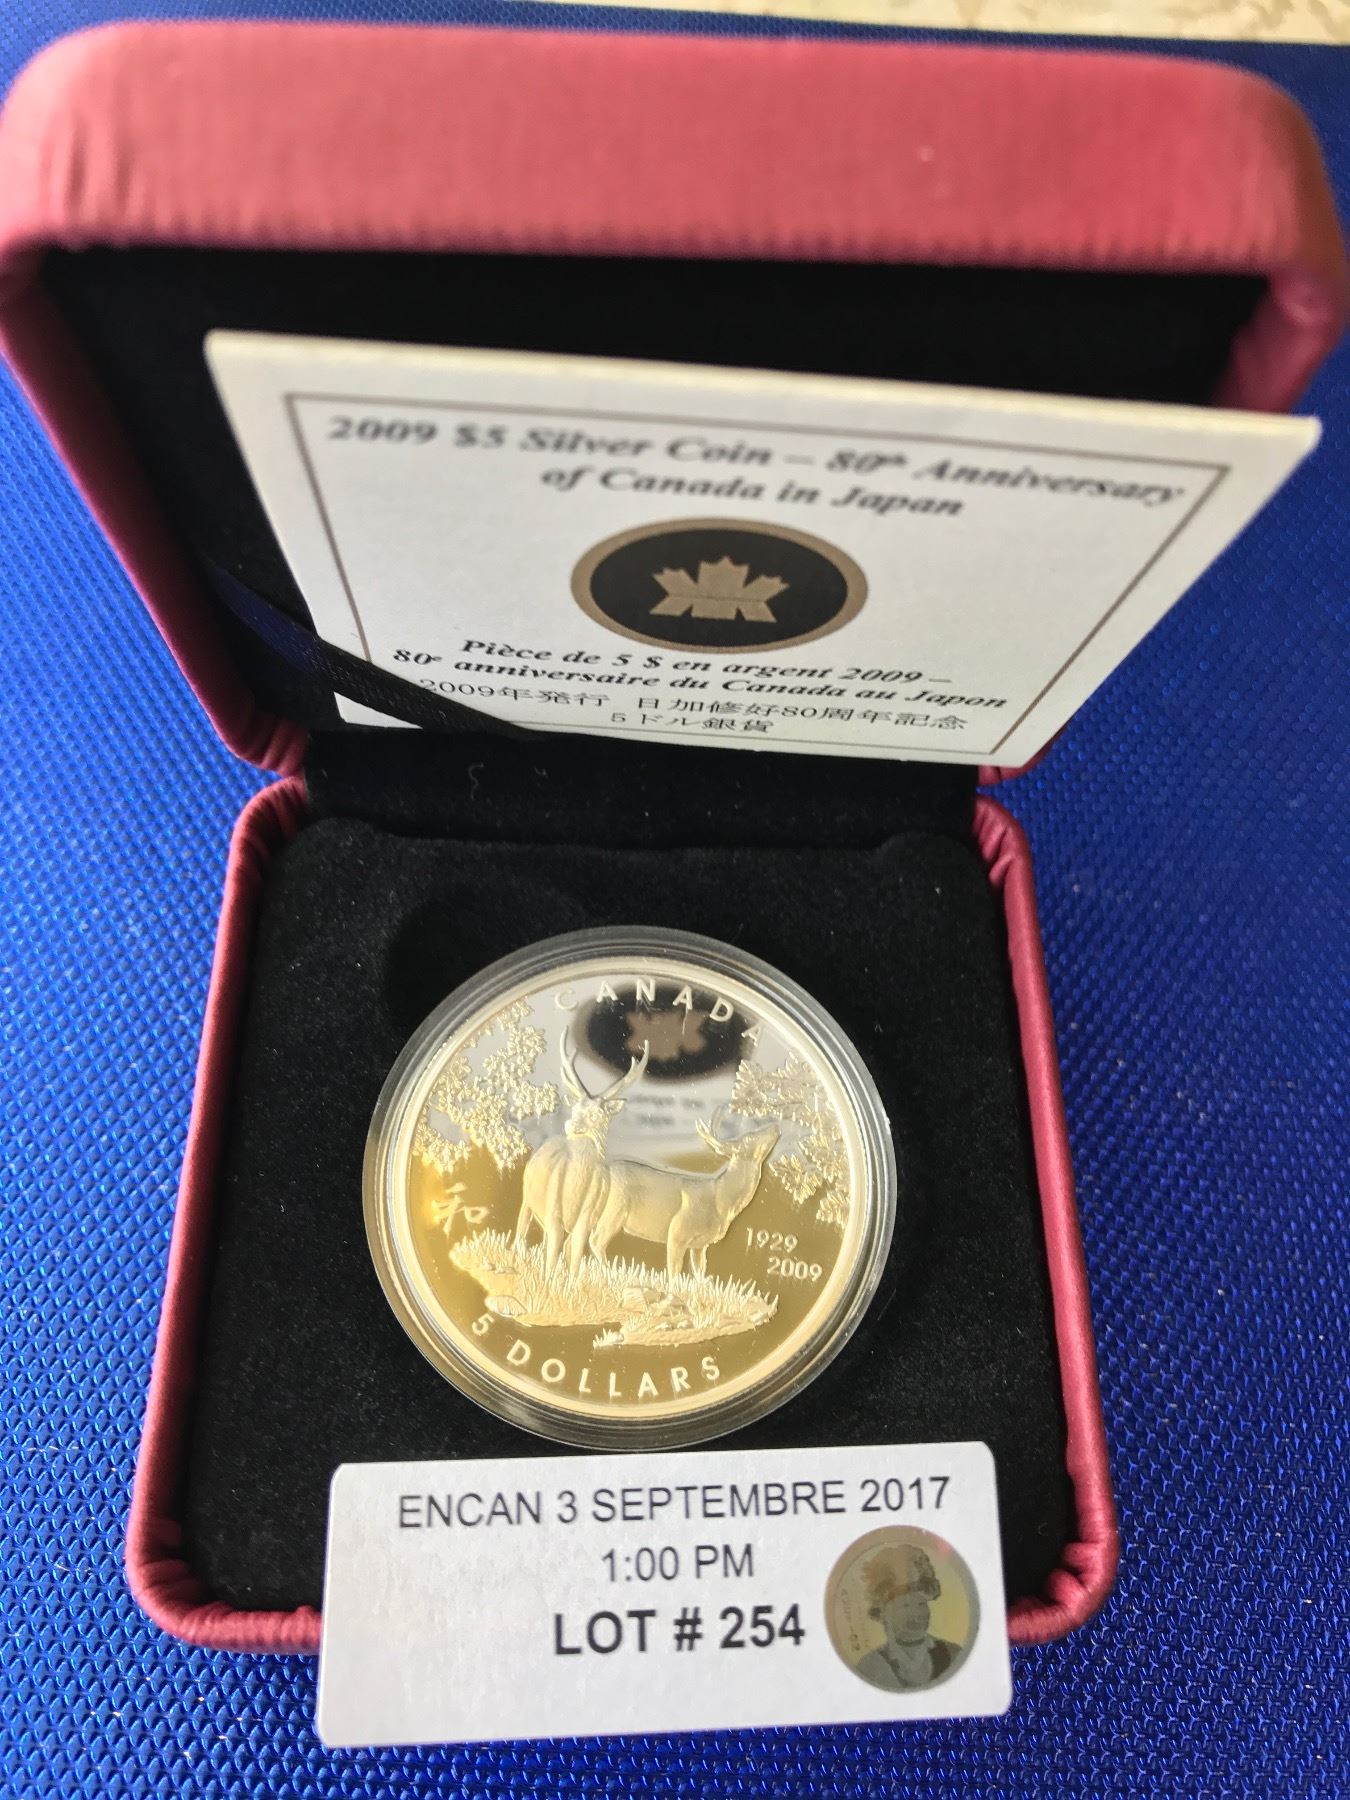 2009 $5 Silver Coin – 80th Anniversary
of Canada in Japan
Pièce de 5 $ en argent 2009 –
80e anniversaire du Canada au Japon
2009年発行 日加修好80周年記念
5ドル銀貨
CANADA
和
1929
2009
5 DOLLARS
ENCAN 3 SEPTEMBRE 2017
1:00 PM
LOT # 254